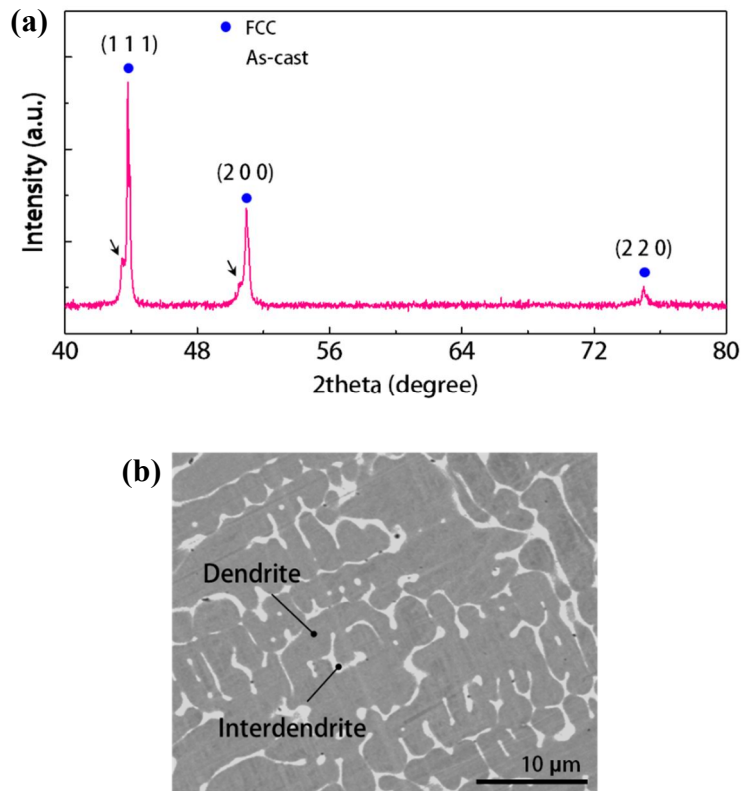 (a)
FCC
As-cast
(1 1 1)
(2 0 0)
(2 2 0)
Intensity (a.u.)
40 48 56 64 72 80
2theta (degree)
(b)
Dendrite
Interdendrite
10 µm